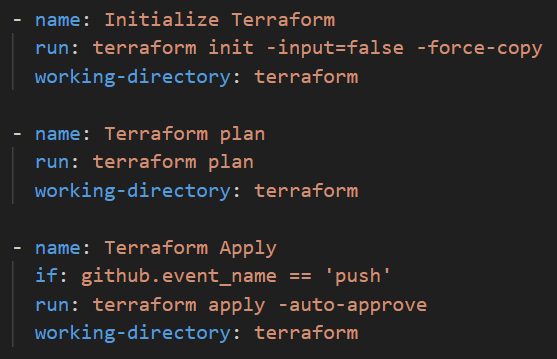 - name: Initialize Terraform
  run: terraform init -input=false -force-copy
  working-directory: terraform

- name: Terraform plan
  run: terraform plan
  working-directory: terraform

- name: Terraform Apply
  if: github.event_name == 'push'
  run: terraform apply -auto-approve
  working-directory: terraform